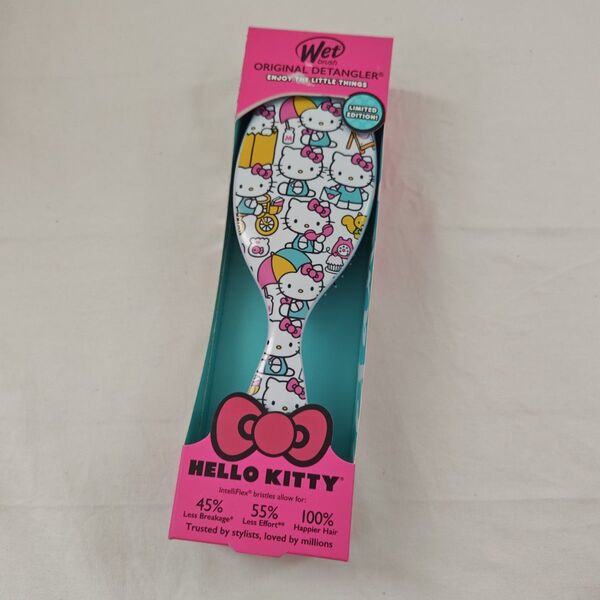 Wet
brush
ORIGINAL DETANGLER®
ENJOY THE LITTLE THINGS
LIMITED
EDITION!
HELLO KITTY®
IntelliFlex® bristles allow for:
45% 55% 100%
Less Breakage* Less Effort** Happier Hair
Trusted by stylists, loved by millions